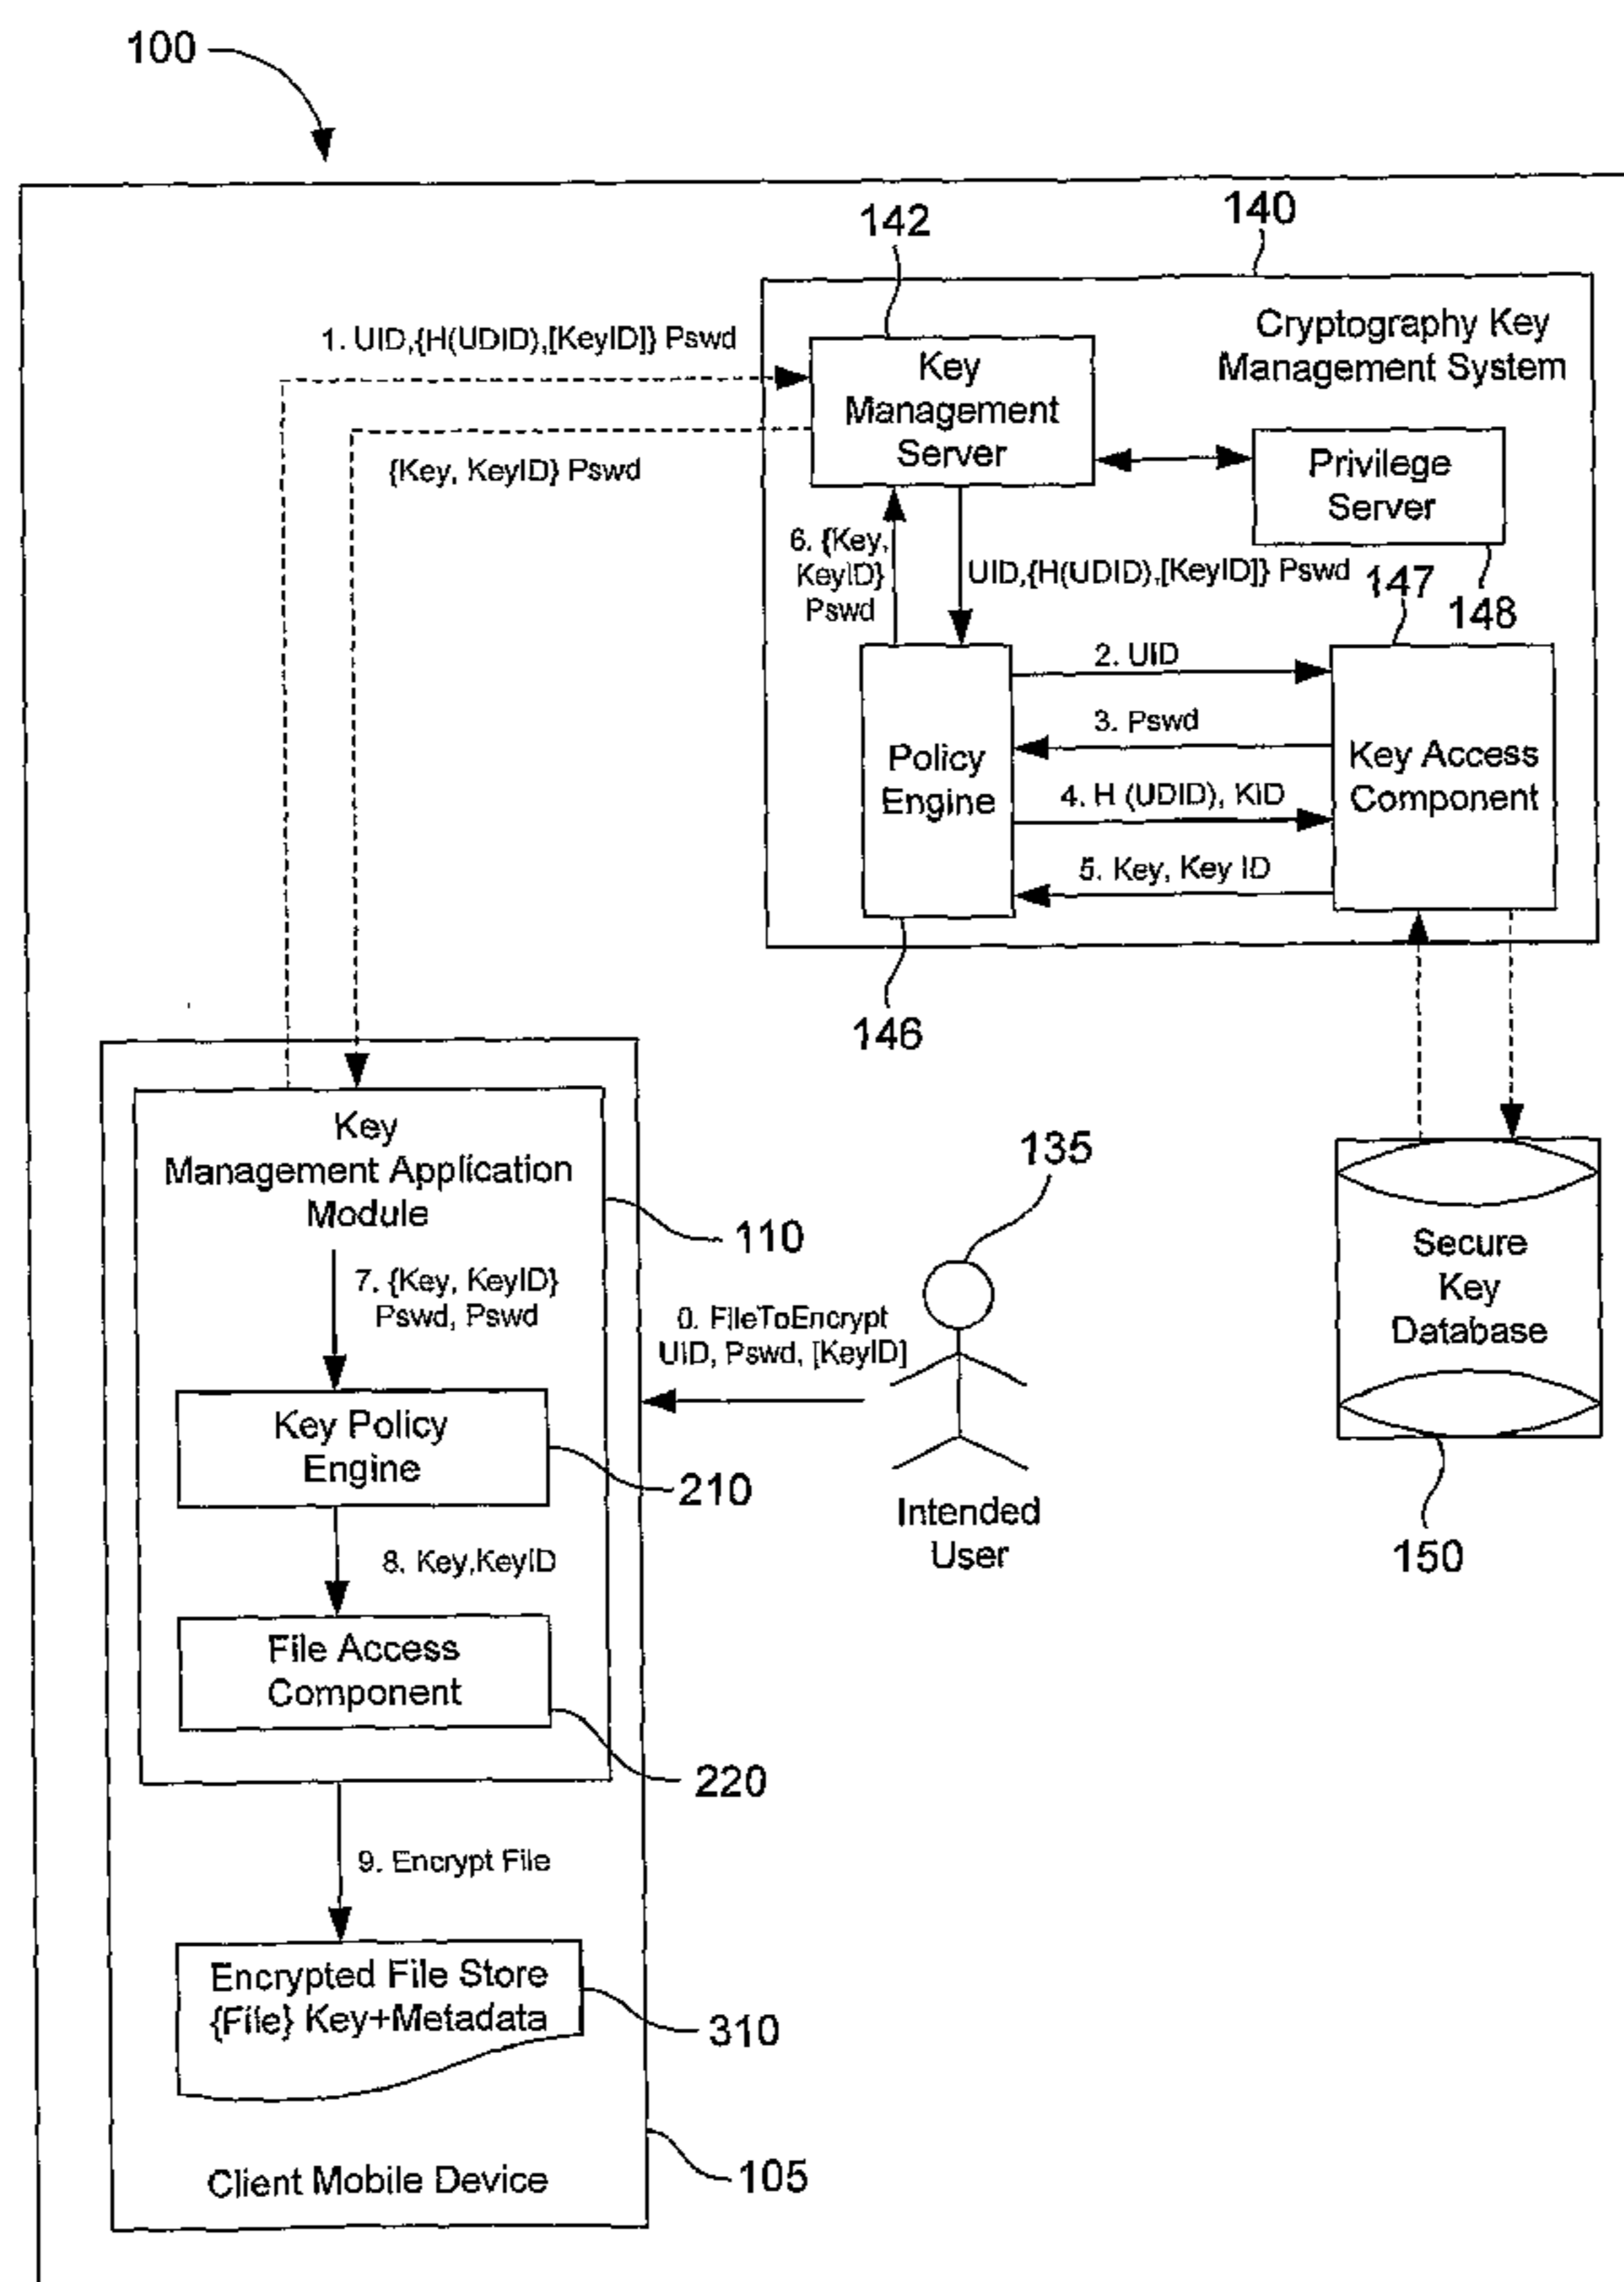 100
142
140
1. UID,{H(UDID),[KeyID]} Pswd
Cryptography Key
Management System
Key
Management
Server
{Key, KeyID} Pswd
Privilege
Server
6. {Key,
KeyID}
Pswd
UID,{H(UDID),[KeyID]} Pswd
147
148
2. UID
3. Pswd
Policy
Engine
Key Access
Component
4. H (UDID), KID
5. Key, Key ID
146
Key
Management Application
Module
110
135
7. {Key, KeyID}
Pswd, Pswd
0. FileToEncrypt
UID, Pswd, [KeyID]
Secure
Key
Database
Key Policy
Engine
210
Intended
User
150
8. Key,KeyID
File Access
Component
220
9. Encrypt File
Encrypted File Store
{File} Key+Metadata
310
Client Mobile Device
105